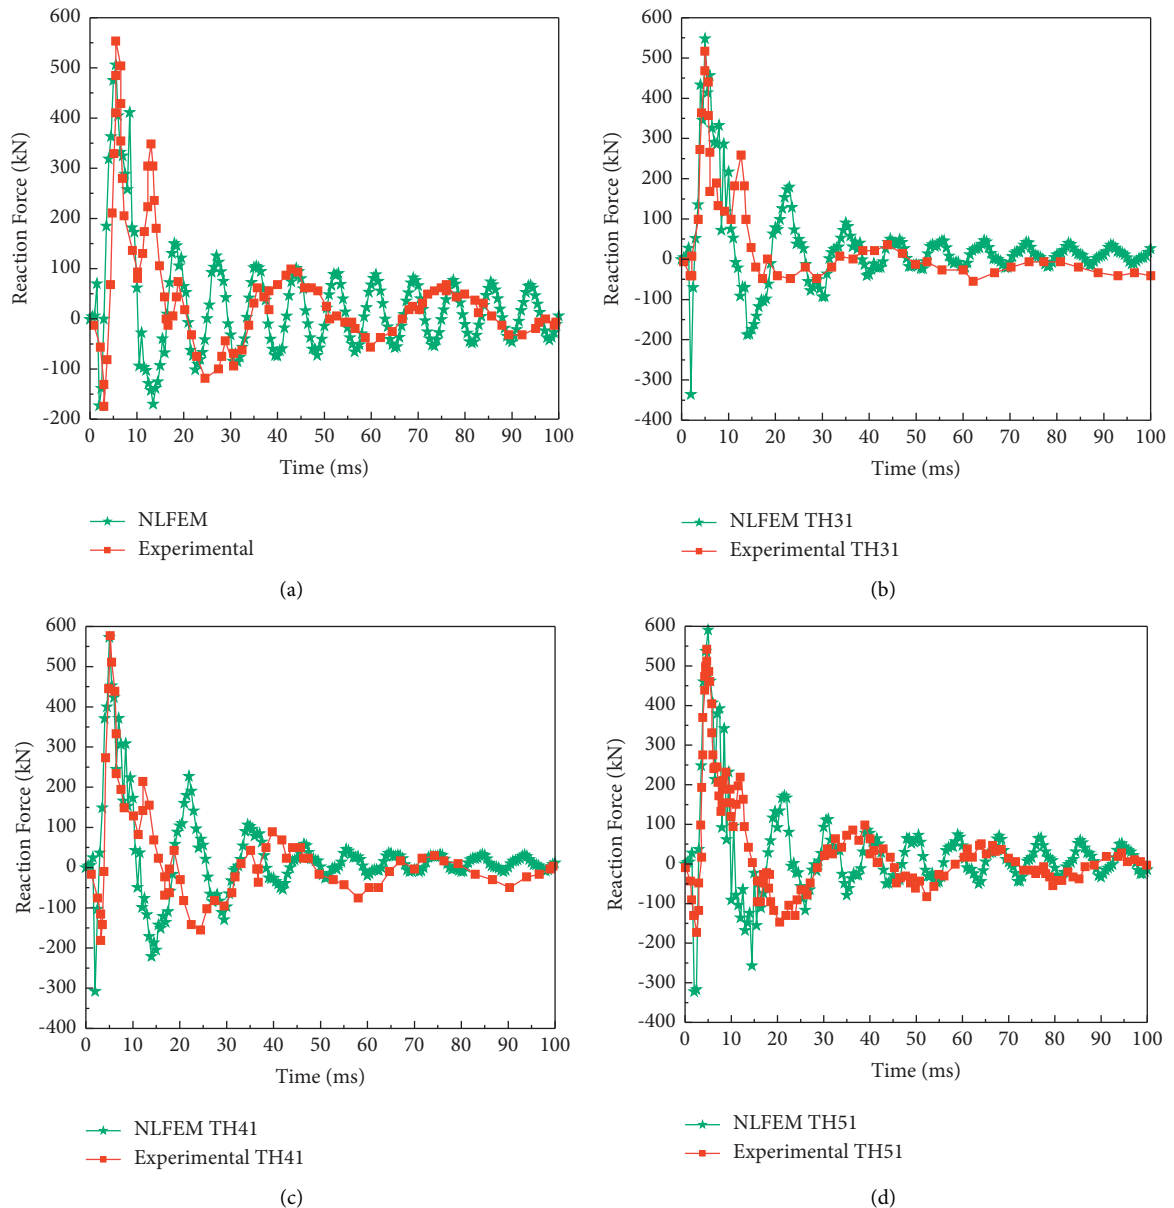 600
500
400
300
200
100
0
-100
-200
Reaction Force (kN)
0 10 20 30 40 50 60 70 80 90 100
Time (ms)
NLFEM
Experimental
(a)
600
500
400
300
200
100
0
-100
-200
-300
-400
Reaction Force (kN)
0 10 20 30 40 50 60 70 80 90 100
Time (ms)
NLFEM TH31
Experimental TH31
(b)
600
500
400
300
200
100
0
-100
-200
-300
-400
Reaction Force (kN)
0 10 20 30 40 50 60 70 80 90 100
Time (ms)
NLFEM TH41
Experimental TH41
(c)
600
500
400
300
200
100
0
-100
-200
-300
-400
Reaction Force (kN)
0 10 20 30 40 50 60 70 80 90 100
Time (ms)
NLFEM TH51
Experimental TH51
(d)